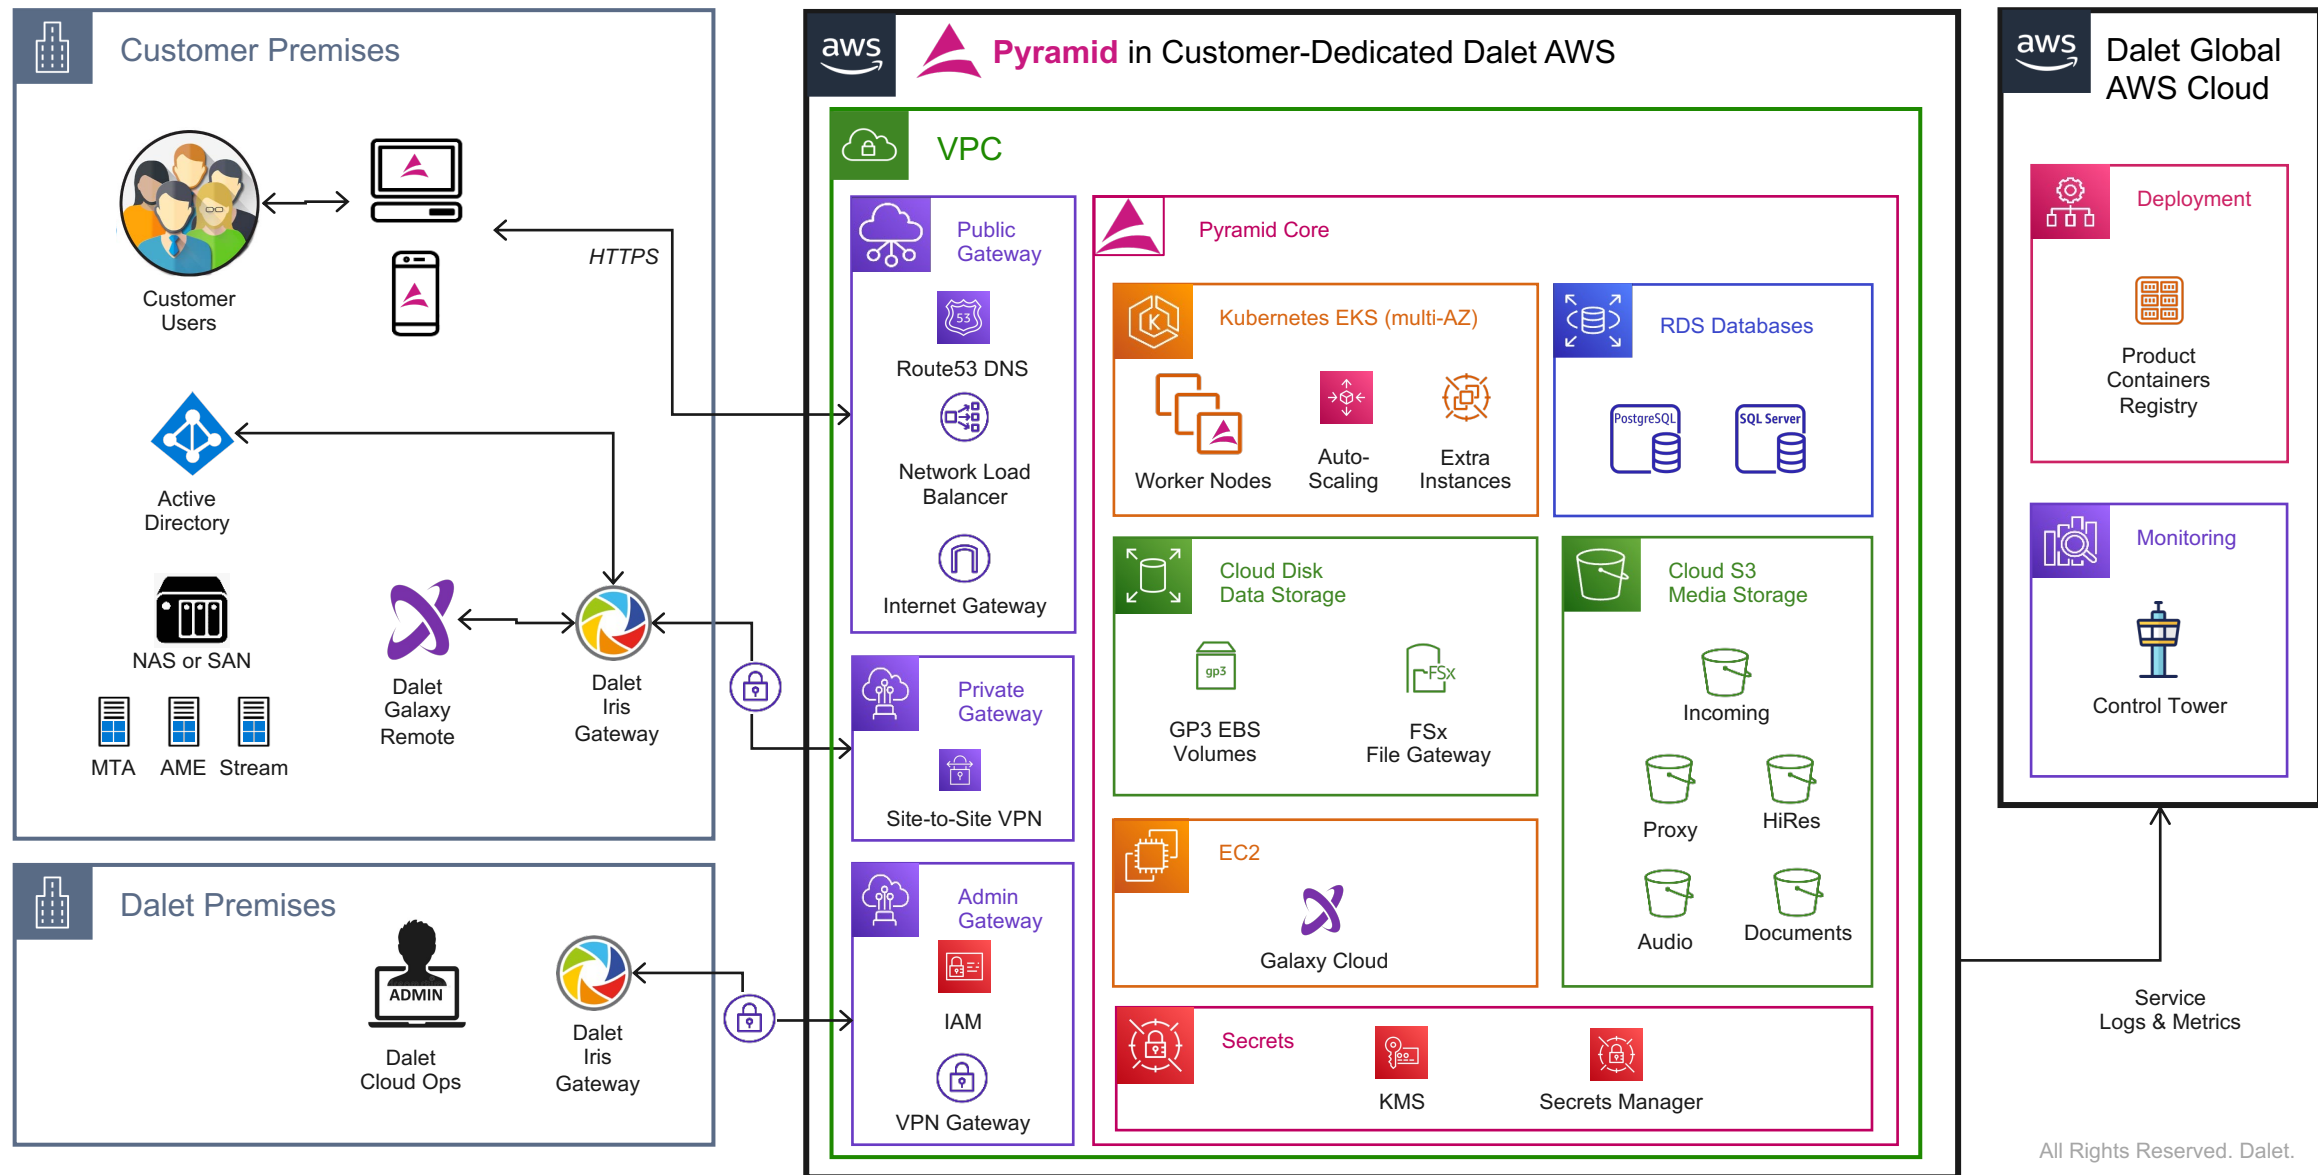 Customer Premises
Customer
Users
HTTPS
Active
Directory
NAS or SAN
MTA
AME
Stream
Dalet
Galaxy
Remote
Dalet
Iris
Gateway
Dalet Premises
ADMIN
Dalet
Cloud Ops
Dalet
Iris
Gateway
aws
Pyramid in Customer-Dedicated Dalet AWS
VPC
Public
Gateway
53
Route53 DNS
Network Load
Balancer
Internet Gateway
Private
Gateway
Site-to-Site VPN
Admin
Gateway
IAM
VPN Gateway
Pyramid Core
K
Kubernetes EKS (multi-AZ)
Worker Nodes
Auto-
Scaling
Extra
Instances
RDS Databases
PostgreSQL
SQL Server
Cloud Disk
Data Storage
gp3
GP3 EBS
Volumes
FSx
FSx
File Gateway
Cloud S3
Media Storage
Incoming
Proxy
HiRes
Audio
Documents
EC2
Galaxy Cloud
Secrets
KMS
Secrets Manager
aws
Dalet Global
AWS Cloud
Deployment
Product
Containers
Registry
Monitoring
Control Tower
Service
Logs & Metrics
All Rights Reserved. Dalet.